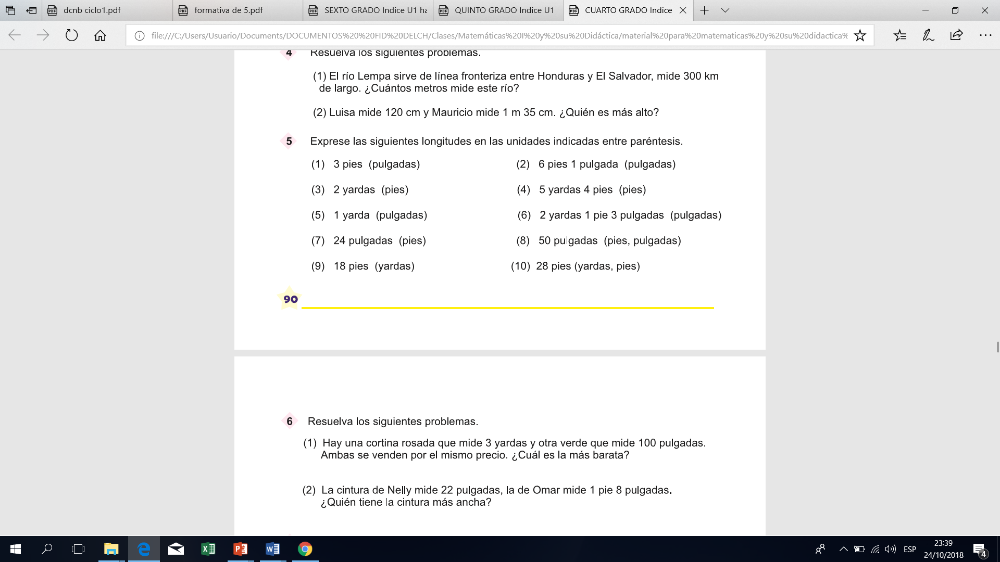 dcnb ciclo1.pdf
formativa de 5.pdf
SEXTO GRADO Indice U1 ha
QUINTO GRADO Indice U1
CUARTO GRADO Indice
file:///C:/Users/Usuario/Documents/DOCUMENTOS%20%20FID%20DELCH/Clases/Matemáticas%20I%20y%20su%20Didáctica/material%20para%20matematicas%20y%20su%20didactica%
4 Resuelva los siguientes problemas.
(1) El río Lempa sirve de línea fronteriza entre Honduras y El Salvador, mide 300 km
de largo. ¿Cuántos metros mide este río?
(2) Luisa mide 120 cm y Mauricio mide 1 m 35 cm. ¿Quién es más alto?
5 Exprese las siguientes longitudes en las unidades indicadas entre paréntesis.
(1) 3 pies (pulgadas) (2) 6 pies 1 pulgada (pulgadas)
(3) 2 yardas (pies) (4) 5 yardas 4 pies (pies)
(5) 1 yarda (pulgadas) (6) 2 yardas 1 pie 3 pulgadas (pulgadas)
(7) 24 pulgadas (pies) (8) 50 pulgadas (pies, pulgadas)
(9) 18 pies (yardas) (10) 28 pies (yardas, pies)
90
6 Resuelva los siguientes problemas.
(1) Hay una cortina rosada que mide 3 yardas y otra verde que mide 100 pulgadas.
Ambas se venden por el mismo precio. ¿Cuál es la más barata?
(2) La cintura de Nelly mide 22 pulgadas, la de Omar mide 1 pie 8 pulgadas.
¿Quién tiene la cintura más ancha?
ESP
23:39
24/10/2018
4